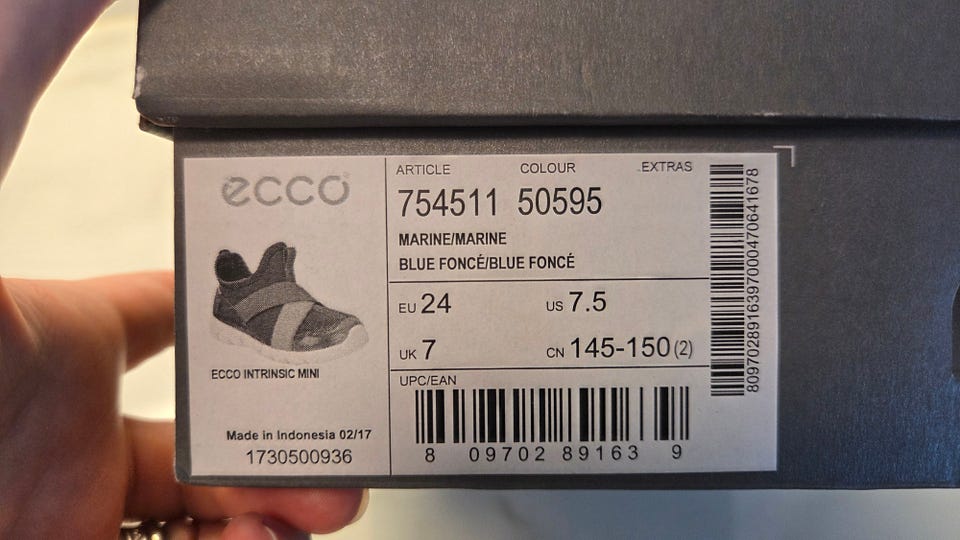 ecco
ECCO INTRINSIC MINI
Made in Indonesia 02/17
1730500936
ARTICLE COLOUR EXTRAS
754511 50595
MARINE/MARINE
BLUE FONCÉ/BLUE FONCÉ
EU 24 US 7.5
UK 7 CN 145-150 (2)
UPC/EAN
8 09702 89163 9
809702891639700047064​1678